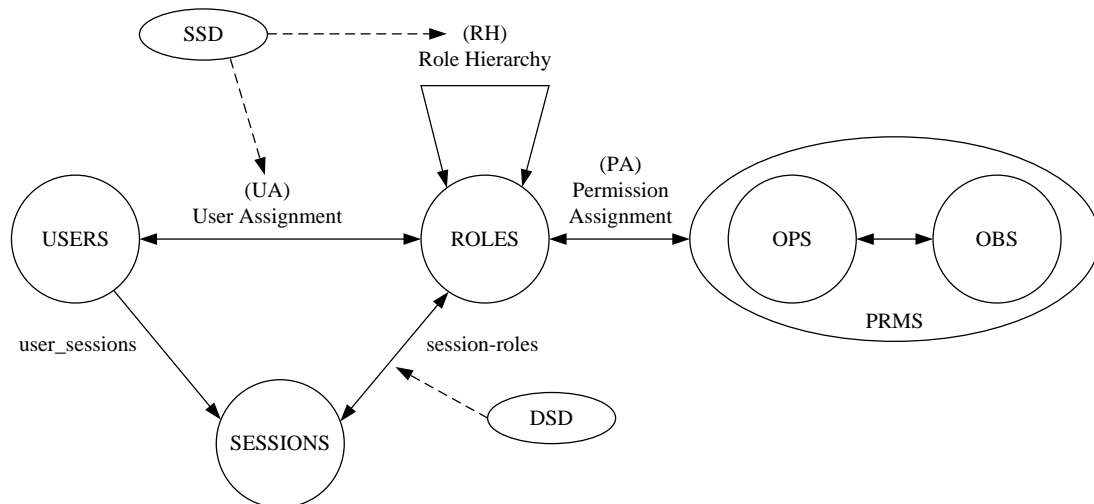 SSD
(RH)
Role Hierarchy
(UA)
User Assignment
(PA)
Permission
Assignment
USERS
ROLES
OPS
OBS
PRMS
user_sessions
session-roles
DSD
SESSIONS